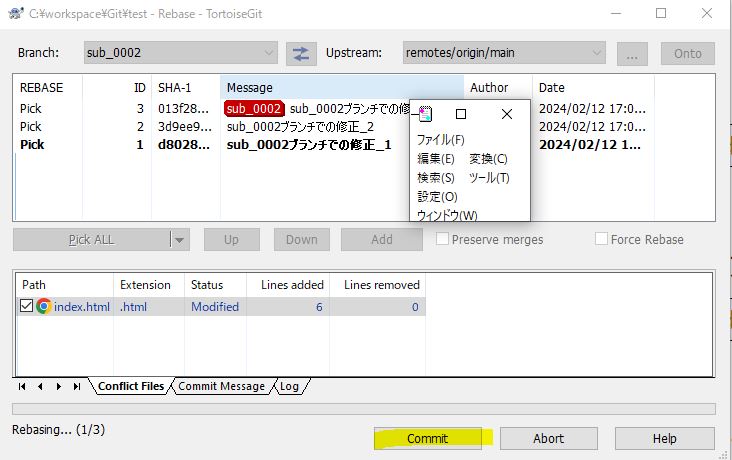 C:¥workspace¥Git¥test - Rebase - TortoiseGit
Branch: sub_0002 Upstream: remotes/origin/main ... Onto
REBASE ID SHA-1 Message Author Date
Pick 3 013f28... sub_0002 sub_0002ブランチでの修... 2024/02/12 17:0...
Pick 2 3d9ee9... sub_0002ブランチでの修正_2 2024/02/12 17:0...
Pick 1 d8028... sub_0002ブランチでの修正_1 2024/02/12 1...
ファイル(F)
編集(E) 変換(C)
検索(S) ツール(T)
設定(O)
ウィンドウ(W)
Pick ALL Up Down Add Preserve merges Force Rebase
Path Extension Status Lines added Lines removed
index.html .html Modified 6 0
Conflict Files Commit Message Log
Rebasing... (1/3)
Commit Abort Help